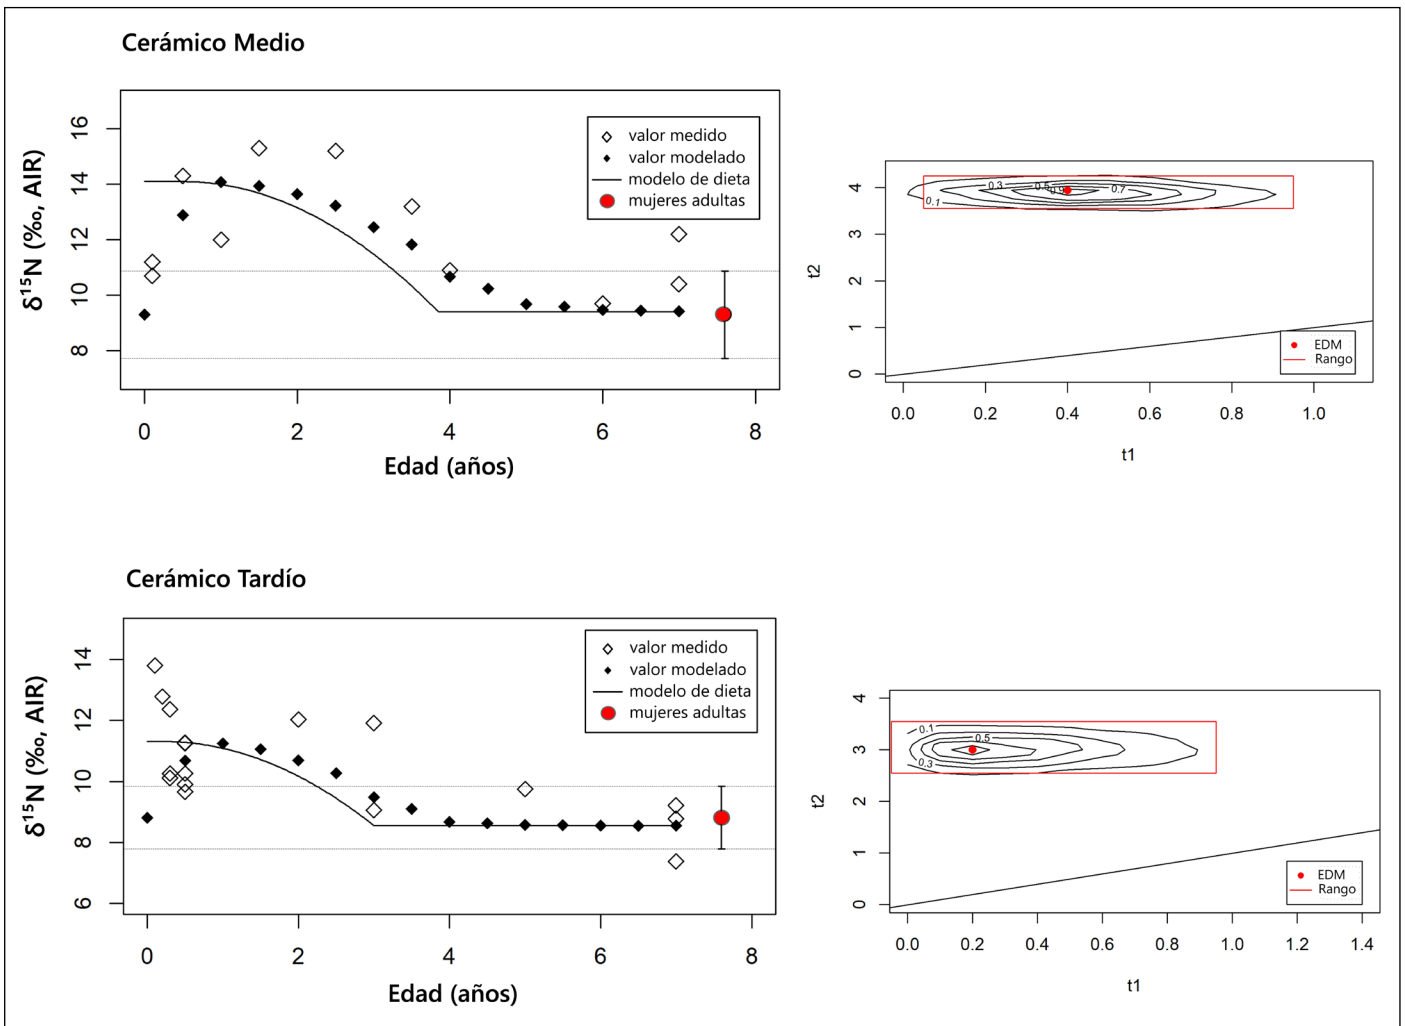 Cerámico Medio
16
14
12
10
8
δ¹⁵N (‰, AIR)
valor medido
valor modelado
modelo de dieta
mujeres adultas
0 2 4 6 8
Edad (años)
4
3
2
1
0
t2
0.1
0.3
0.5
0.9
0.7
EDM
Rango
0.0 0.2 0.4 0.6 0.8 1.0
t1
Cerámico Tardío
14
12
10
8
6
δ¹⁵N (‰, AIR)
valor medido
valor modelado
modelo de dieta
mujeres adultas
0 2 4 6 8
Edad (años)
4
3
2
1
0
t2
0.1
0.5
0.3
EDM
Rango
0.0 0.2 0.4 0.6 0.8 1.0 1.2 1.4
t1